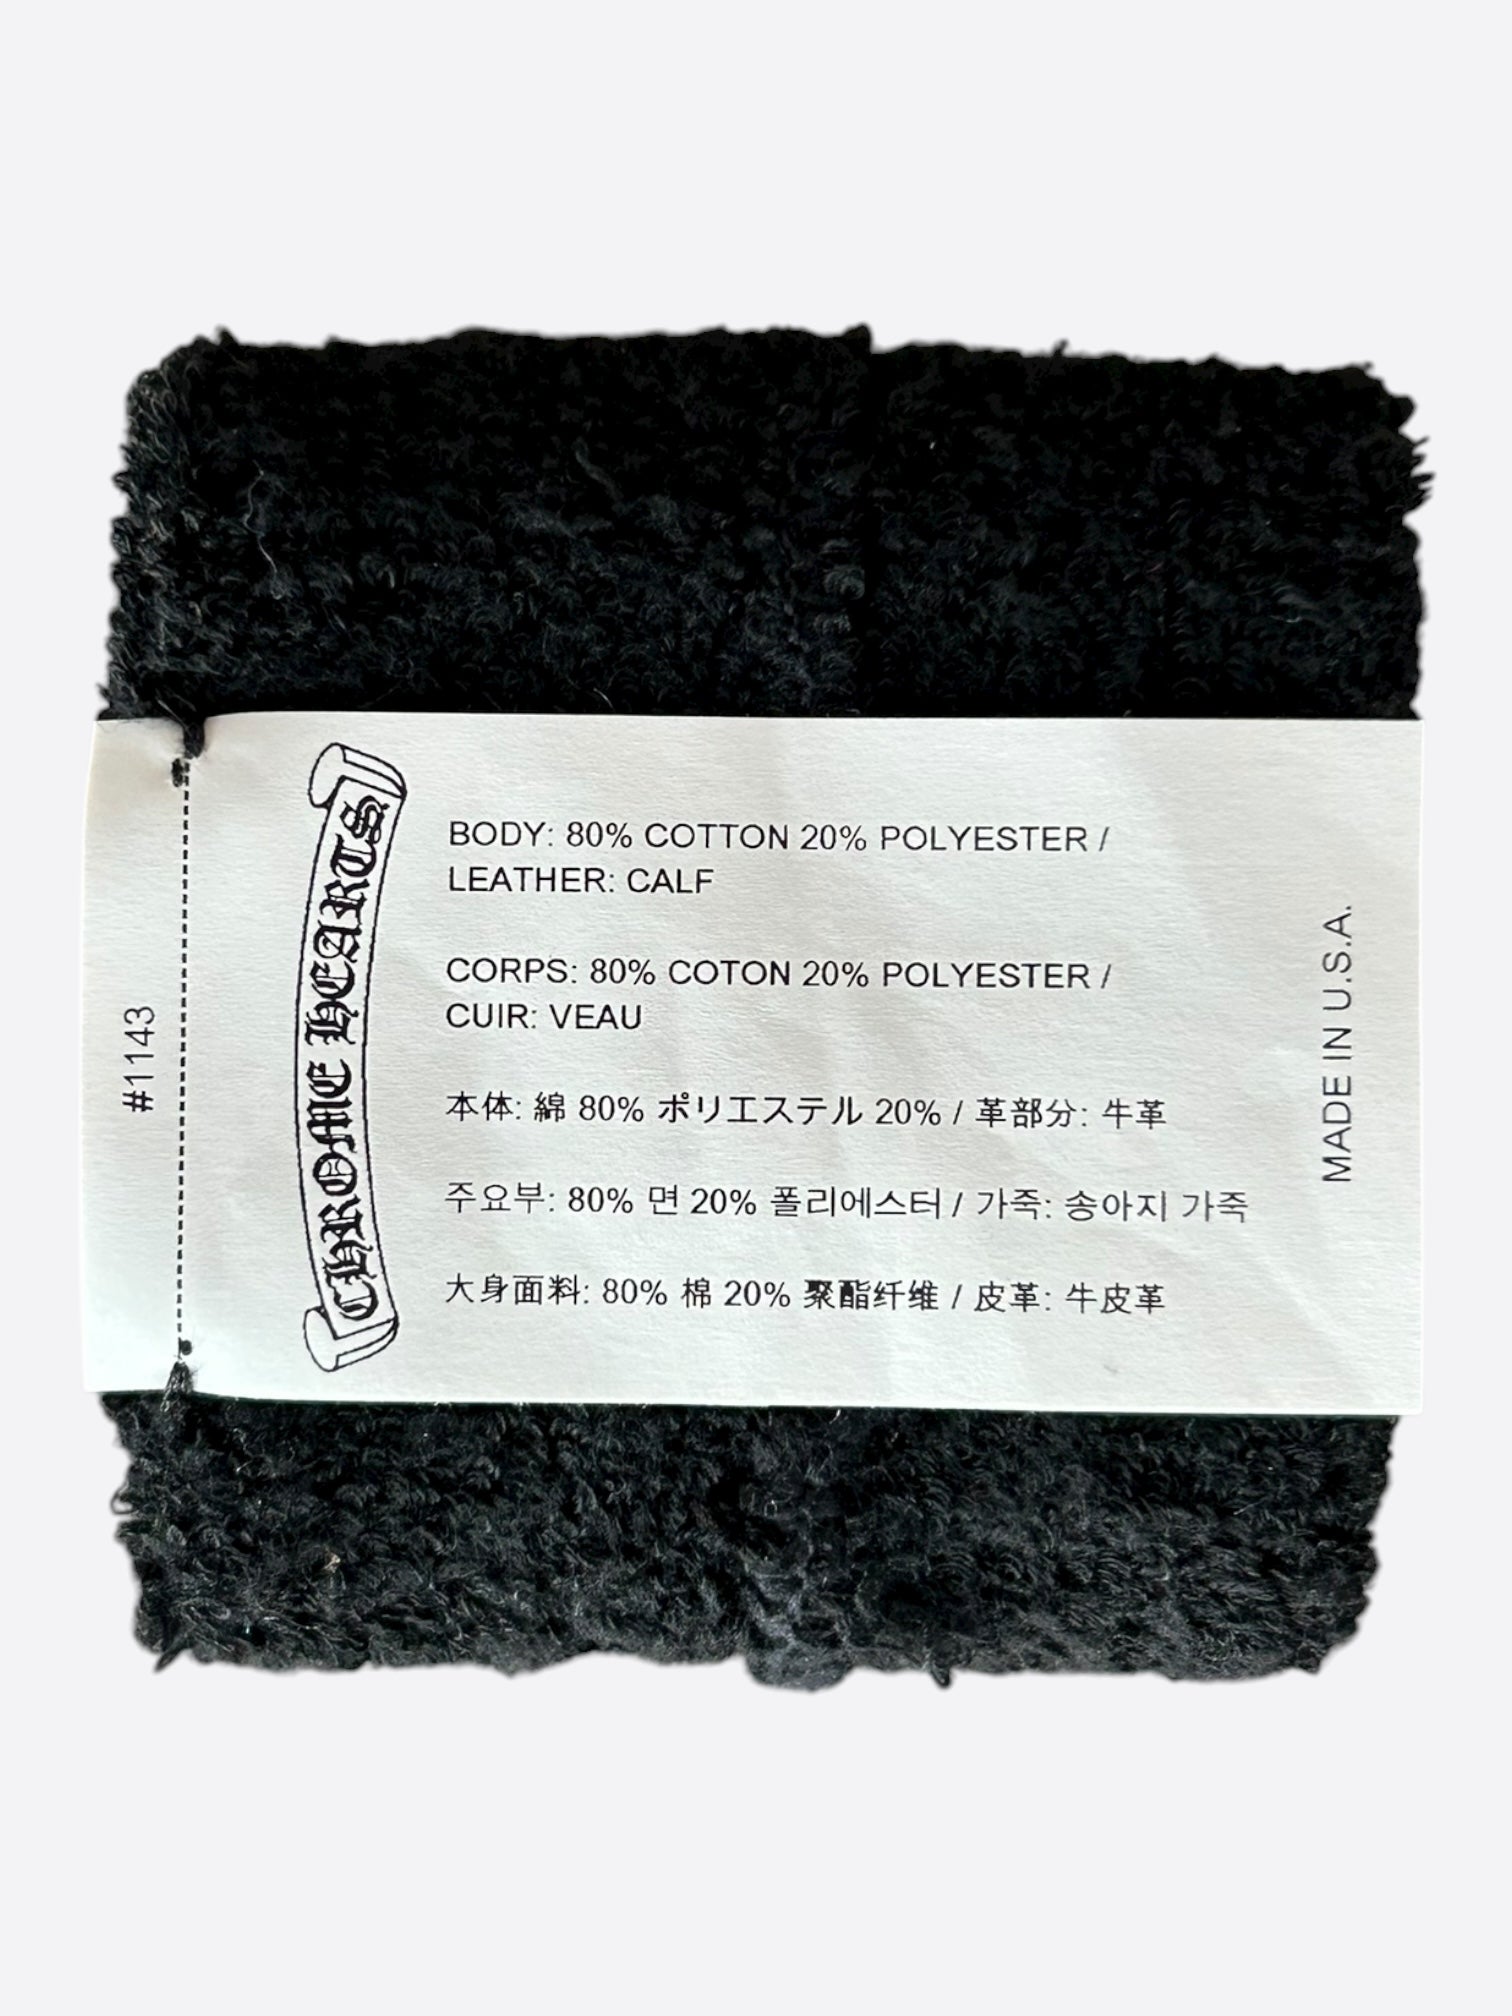 #1143
CHROME HEARTS
BODY: 80% COTTON 20% POLYESTER /
LEATHER: CALF
CORPS: 80% COTON 20% POLYESTER /
CUIR: VEAU
本体: 綿 80% ポリエステル 20% / 革部分: 牛革
주요부: 80% 면 20% 폴리에스터 / 가죽: 송아지 가죽
大身面料: 80% 棉 20% 聚酯纤维 / 皮革: 牛皮革
MADE IN U.S.A.